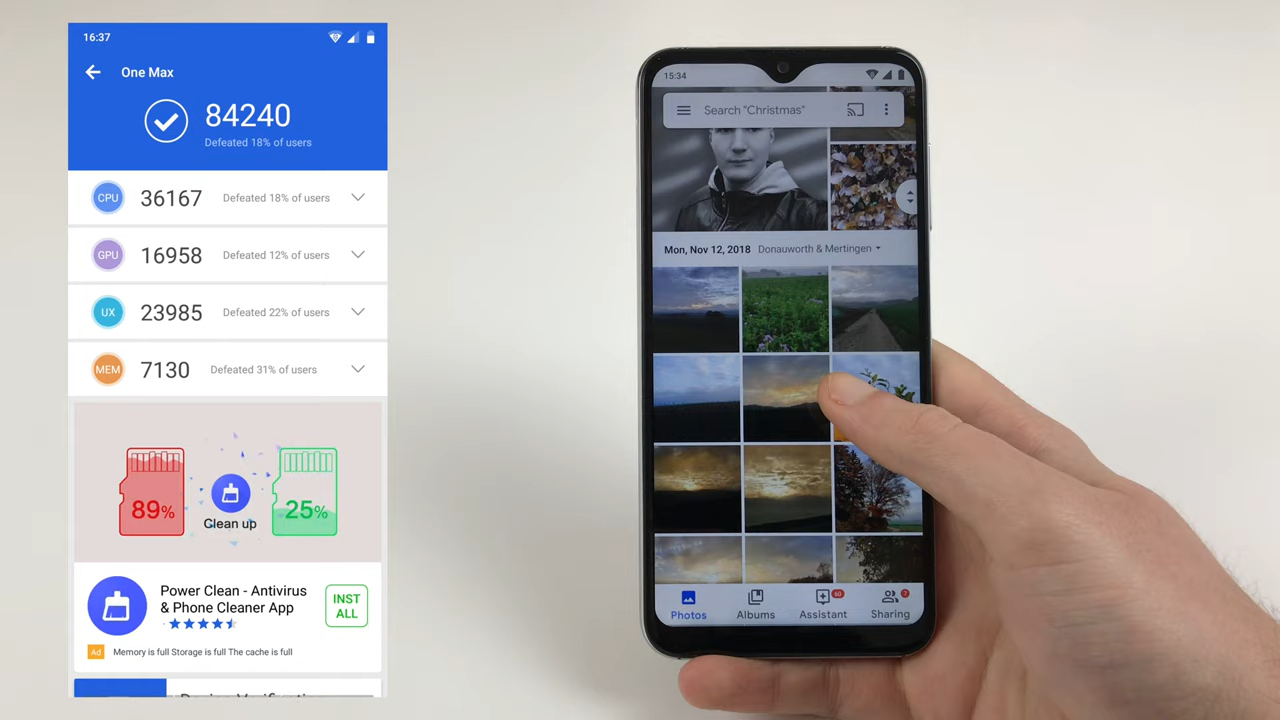 16:37
One Max
84240
Defeated 18% of users
CPU 36167 Defeated 18% of users
GPU 16958 Defeated 12% of users
UX 23985 Defeated 22% of users
MEM 7130 Defeated 31% of users
89%
Clean up
25%
Power Clean - Antivirus
& Phone Cleaner App
INST
ALL
Ad Memory is full Storage is full The cache is full
15:34
Search "Christmas"
Mon, Nov 12, 2018 Donauworth & Mertingen
Photos Albums Assistant Sharing